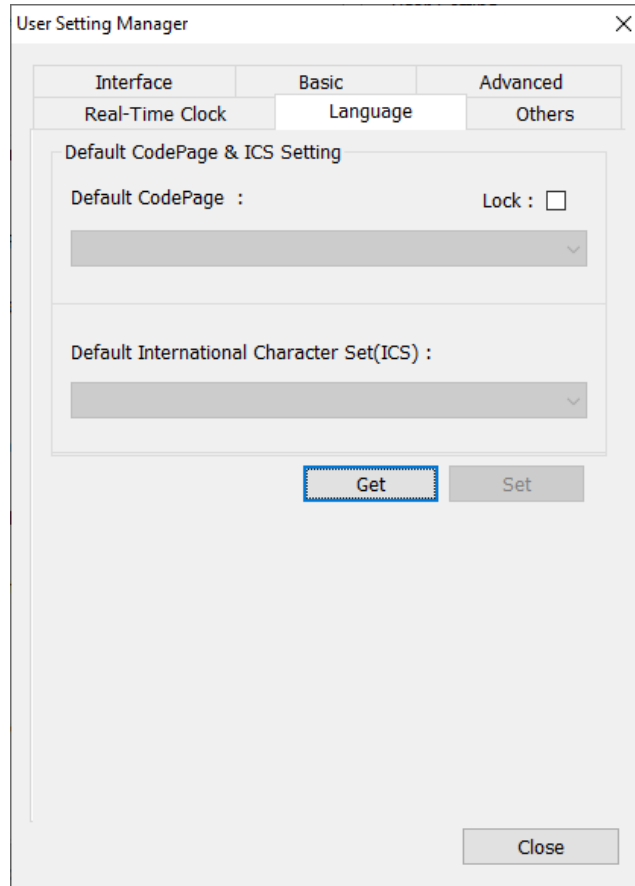 User Setting Manager
Interface Basic Advanced
Real-Time Clock Language Others
Default CodePage & ICS Setting
Default CodePage : Lock :
Default International Character Set(ICS) :
Get Set
Close